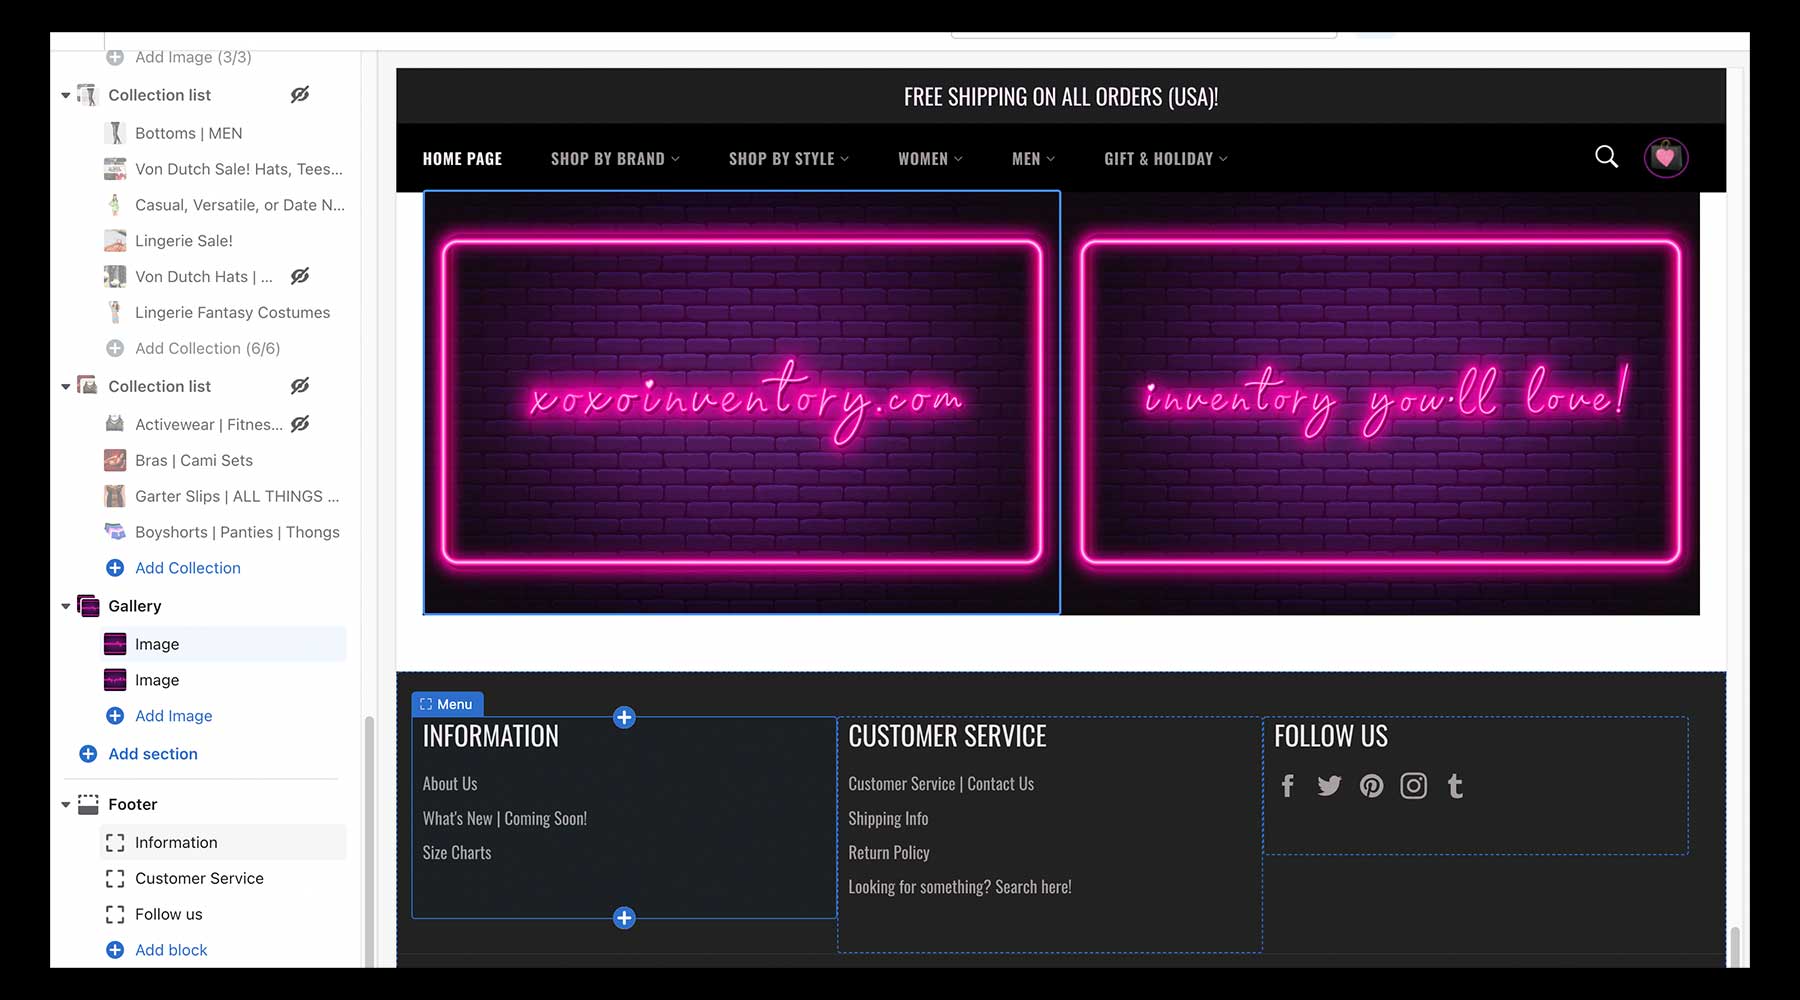 Add Image (3/3)
Collection list
Bottoms | MEN
Von Dutch Sale! Hats, Tees...
Casual, Versatile, or Date N...
Lingerie Sale!
Von Dutch Hats | ...
Lingerie Fantasy Costumes
Add Collection (6/6)
Collection list
Activewear | Fitnes...
Bras | Cami Sets
Garter Slips | ALL THINGS ...
Boyshorts | Panties | Thongs
Add Collection
Gallery
Image
Image
Add Image
Add section
Footer
Information
Customer Service
Follow us
Add block
FREE SHIPPING ON ALL ORDERS (USA)!
HOME PAGE SHOP BY BRAND SHOP BY STYLE WOMEN MEN GIFT & HOLIDAY
xoxoinventory.com
inventory you'll love!
Menu
INFORMATION
About Us
What's New | Coming Soon!
Size Charts
CUSTOMER SERVICE
Customer Service | Contact Us
Shipping Info
Return Policy
Looking for something? Search here!
FOLLOW US